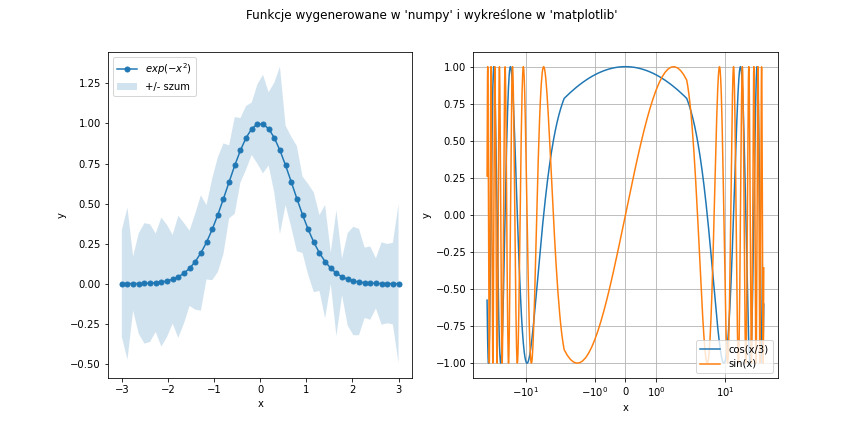 Funkcje wygenerowane w 'numpy' i wykreślone w 'matplotlib'
exp(−x²)
+/- szum
1.25
1.00
0.75
0.50
0.25
0.00
−0.25
−0.50
y
−3 −2 −1 0 1 2 3
x
1.00
0.75
0.50
0.25
0.00
−0.25
−0.50
−0.75
−1.00
y
cos(x/3)
sin(x)
−10¹ −10⁰ 0 10⁰ 10¹
x